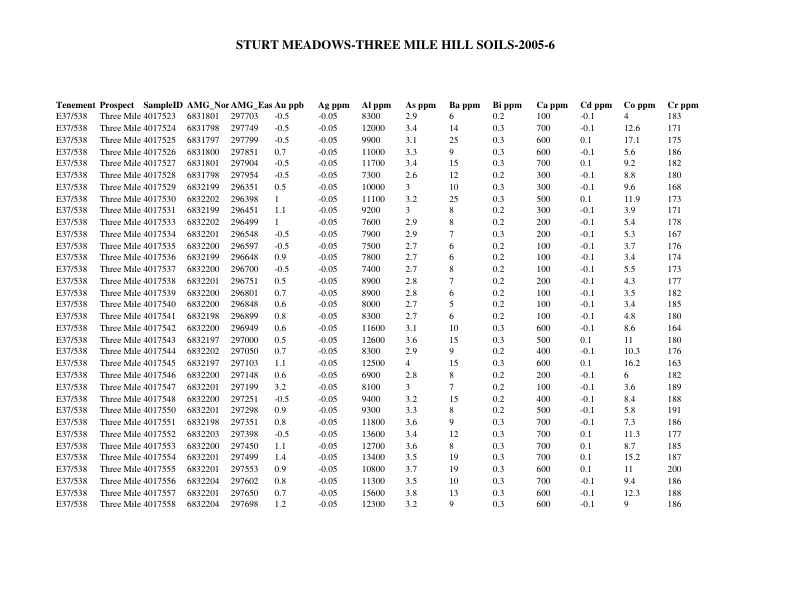 STURT MEADOWS-THREE MILE HILL SOILS-2005-6
Tenement Prospect SampleID AMG_Nor AMG_Eas Au ppb Ag ppm Al ppm As ppm Ba ppm Bi ppm Ca ppm Cd ppm Co ppm Cr ppm
E37/538 Three Mile 4017523 6831801 297703 -0.5 -0.05 8300 2.9 6 0.2 100 -0.1 4 183
E37/538 Three Mile 4017524 6831798 297749 -0.5 -0.05 12000 3.4 14 0.3 700 -0.1 12.6 171
E37/538 Three Mile 4017525 6831797 297799 -0.5 -0.05 9900 3.1 25 0.3 600 0.1 17.1 175
E37/538 Three Mile 4017526 6831800 297851 0.7 -0.05 11000 3.3 9 0.3 600 -0.1 5.6 186
E37/538 Three Mile 4017527 6831801 297904 -0.5 -0.05 11700 3.4 15 0.3 700 0.1 9.2 182
E37/538 Three Mile 4017528 6831798 297954 -0.5 -0.05 7300 2.6 12 0.2 300 -0.1 8.8 180
E37/538 Three Mile 4017529 6832199 296351 0.5 -0.05 10000 3 10 0.3 300 -0.1 9.6 168
E37/538 Three Mile 4017530 6832202 296398 1 -0.05 11100 3.2 25 0.3 500 0.1 11.9 173
E37/538 Three Mile 4017531 6832199 296451 1.1 -0.05 9200 3 8 0.2 300 -0.1 3.9 171
E37/538 Three Mile 4017533 6832202 296499 1 -0.05 7600 2.9 8 0.2 200 -0.1 5.4 178
E37/538 Three Mile 4017534 6832201 296548 -0.5 -0.05 7900 2.9 7 0.3 200 -0.1 5.3 167
E37/538 Three Mile 4017535 6832200 296597 -0.5 -0.05 7500 2.7 6 0.2 100 -0.1 3.7 176
E37/538 Three Mile 4017536 6832199 296648 0.9 -0.05 7800 2.7 6 0.2 100 -0.1 3.4 174
E37/538 Three Mile 4017537 6832200 296700 -0.5 -0.05 7400 2.7 8 0.2 100 -0.1 5.5 173
E37/538 Three Mile 4017538 6832201 296751 0.5 -0.05 8900 2.8 7 0.2 200 -0.1 4.3 177
E37/538 Three Mile 4017539 6832200 296801 0.7 -0.05 8900 2.8 6 0.2 100 -0.1 3.5 182
E37/538 Three Mile 4017540 6832200 296848 0.6 -0.05 8000 2.7 5 0.2 100 -0.1 3.4 185
E37/538 Three Mile 4017541 6832198 296899 0.8 -0.05 8300 2.7 6 0.2 100 -0.1 4.8 180
E37/538 Three Mile 4017542 6832200 296949 0.6 -0.05 11600 3.1 10 0.3 600 -0.1 8.6 164
E37/538 Three Mile 4017543 6832197 297000 0.5 -0.05 12600 3.6 15 0.3 500 0.1 11 180
E37/538 Three Mile 4017544 6832202 297050 0.7 -0.05 8300 2.9 9 0.2 400 -0.1 10.3 176
E37/538 Three Mile 4017545 6832197 297103 1.1 -0.05 12500 4 15 0.3 600 0.1 16.2 163
E37/538 Three Mile 4017546 6832200 297148 0.6 -0.05 6900 2.8 8 0.2 200 -0.1 6 182
E37/538 Three Mile 4017547 6832201 297199 3.2 -0.05 8100 3 7 0.2 100 -0.1 3.6 189
E37/538 Three Mile 4017548 6832200 297251 -0.5 -0.05 9400 3.2 15 0.2 400 -0.1 8.4 188
E37/538 Three Mile 4017550 6832201 297298 0.9 -0.05 9300 3.3 8 0.2 500 -0.1 5.8 191
E37/538 Three Mile 4017551 6832198 297351 0.8 -0.05 11800 3.6 9 0.3 700 -0.1 7.3 186
E37/538 Three Mile 4017552 6832203 297398 -0.5 -0.05 13600 3.4 12 0.3 700 0.1 11.3 177
E37/538 Three Mile 4017553 6832200 297450 1.1 -0.05 12700 3.6 8 0.3 700 0.1 8.7 185
E37/538 Three Mile 4017554 6832201 297499 1.4 -0.05 13400 3.5 19 0.3 700 0.1 15.2 187
E37/538 Three Mile 4017555 6832201 297553 0.9 -0.05 10800 3.7 19 0.3 600 0.1 11 200
E37/538 Three Mile 4017556 6832204 297602 0.8 -0.05 11300 3.5 10 0.3 700 -0.1 9.4 186
E37/538 Three Mile 4017557 6832201 297650 0.7 -0.05 15600 3.8 13 0.3 600 -0.1 12.3 188
E37/538 Three Mile 4017558 6832204 297698 1.2 -0.05 12300 3.2 9 0.3 600 -0.1 9 186